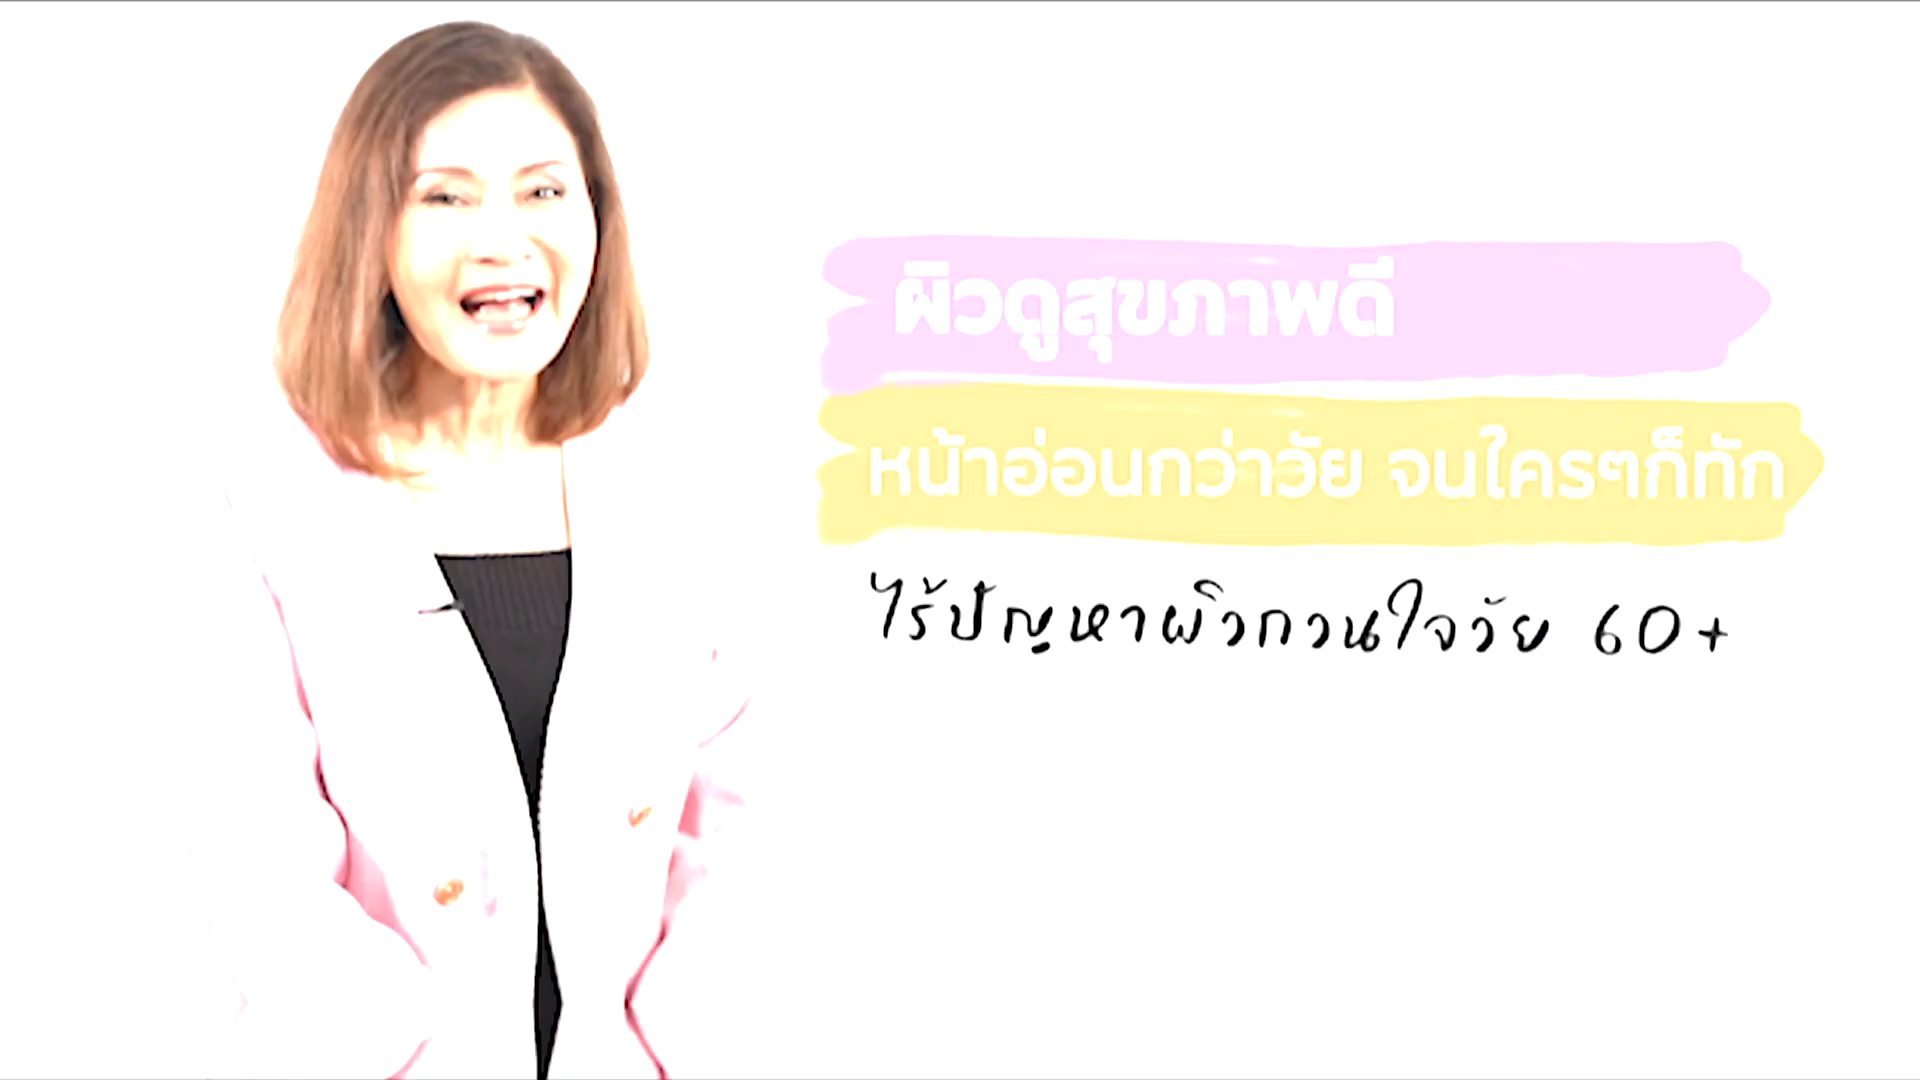 ผิวดูสุขภาพดี
หน้าอ่อนกว่าวัย จนใครๆก็ทัก
ไร้ปัญหาผิวกวนใจวัย 60+